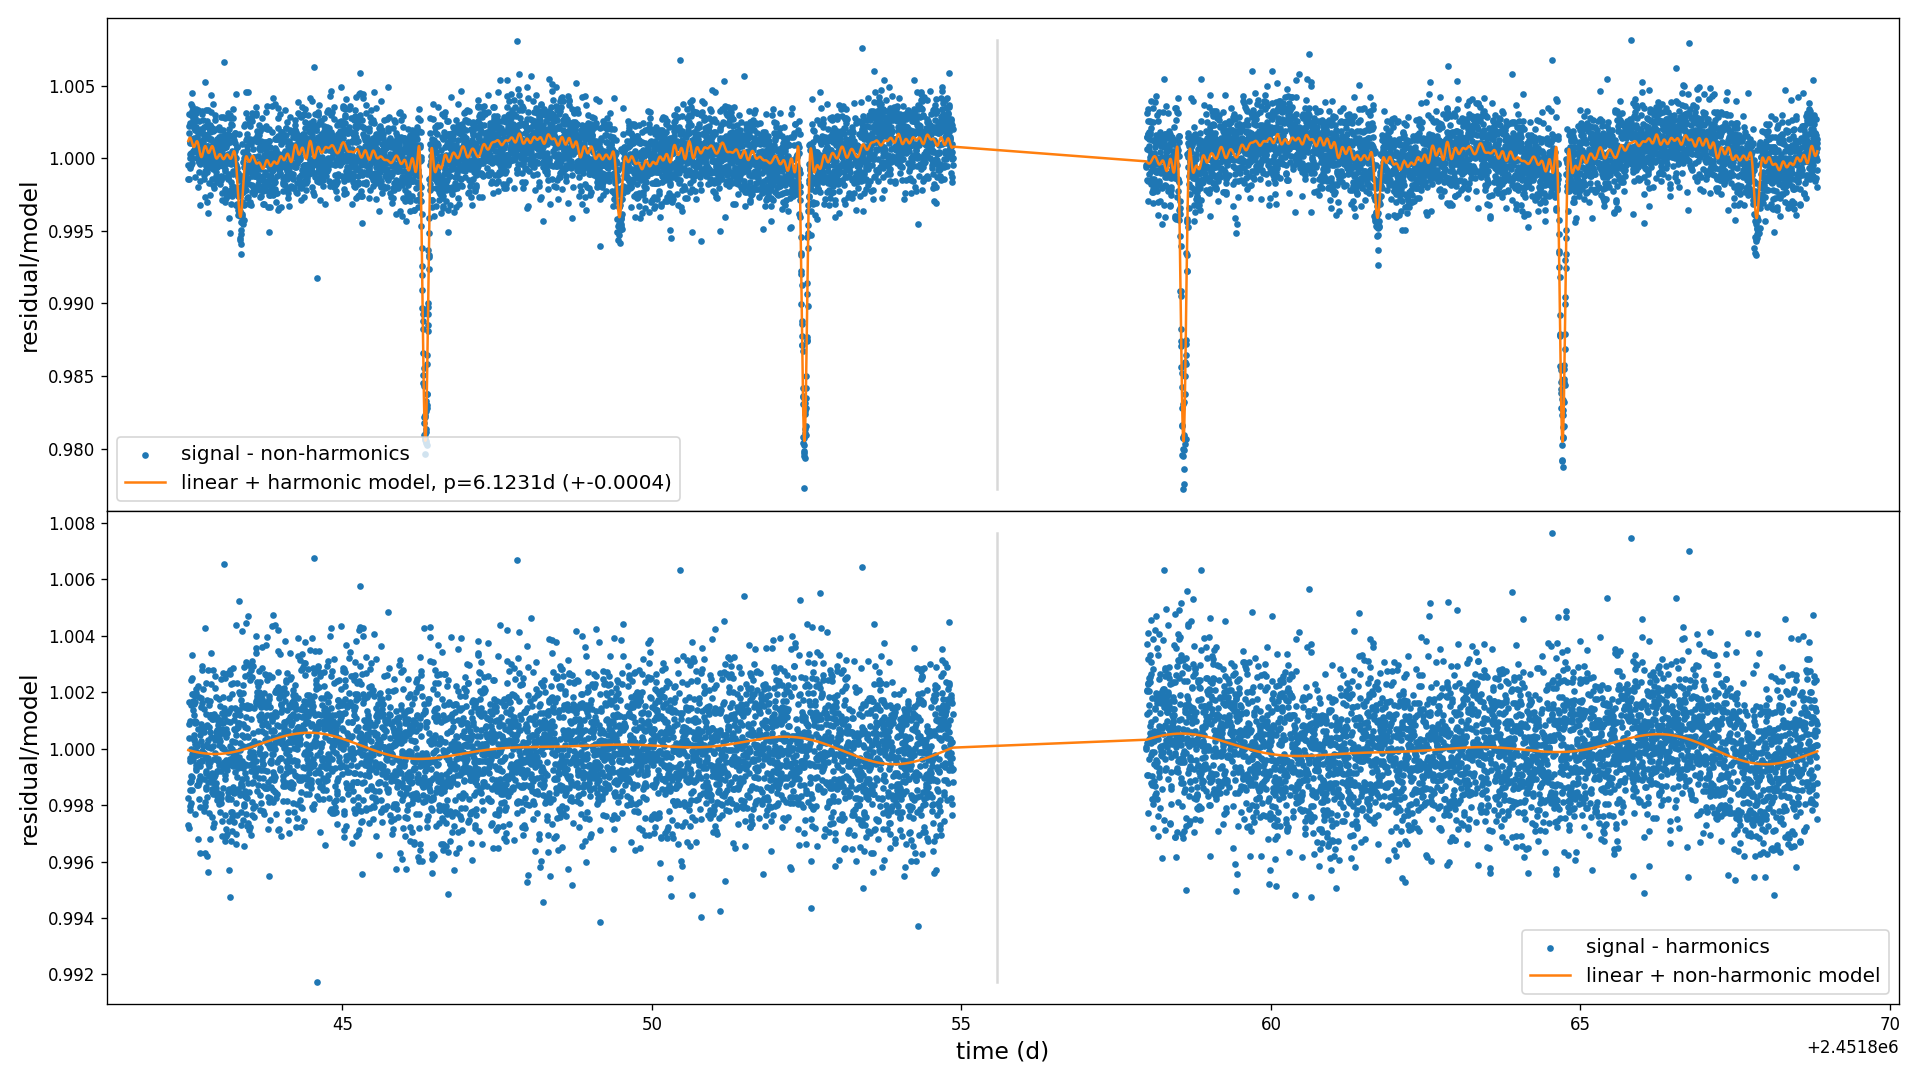 1.005
1.000
0.995
0.990
0.985
0.980
residual/model
signal - non-harmonics
linear + harmonic model, p=6.1231d (+-0.0004)
1.008
1.006
1.004
1.002
1.000
0.998
0.996
0.994
0.992
residual/model
signal - harmonics
linear + non-harmonic model
45 50 55 60 65 70
time (d)
+2.4518e6